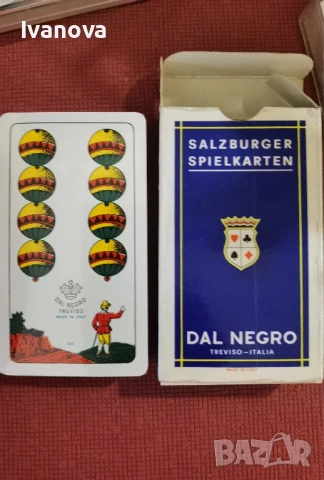 Ivanova
SALZBURGER
SPIELKARTEN
DAL NEGRO
TREVISO
MADE IN ITALY
DAL NEGRO
TREVISO-ITALIA
MADE IN ITALY
bazar.bg